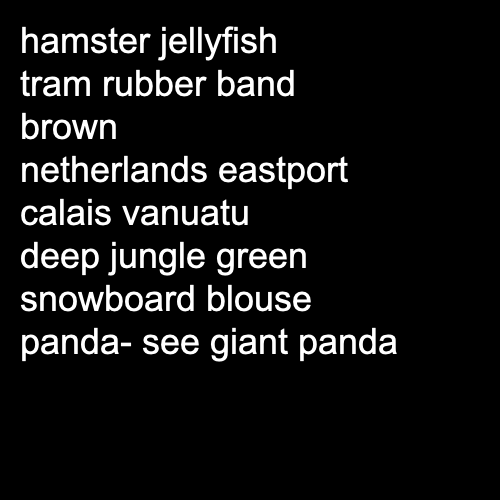 hamster jellyfish
tram rubber band
brown
netherlands eastport
calais vanuatu
deep jungle green
snowboard blouse
panda- see giant panda